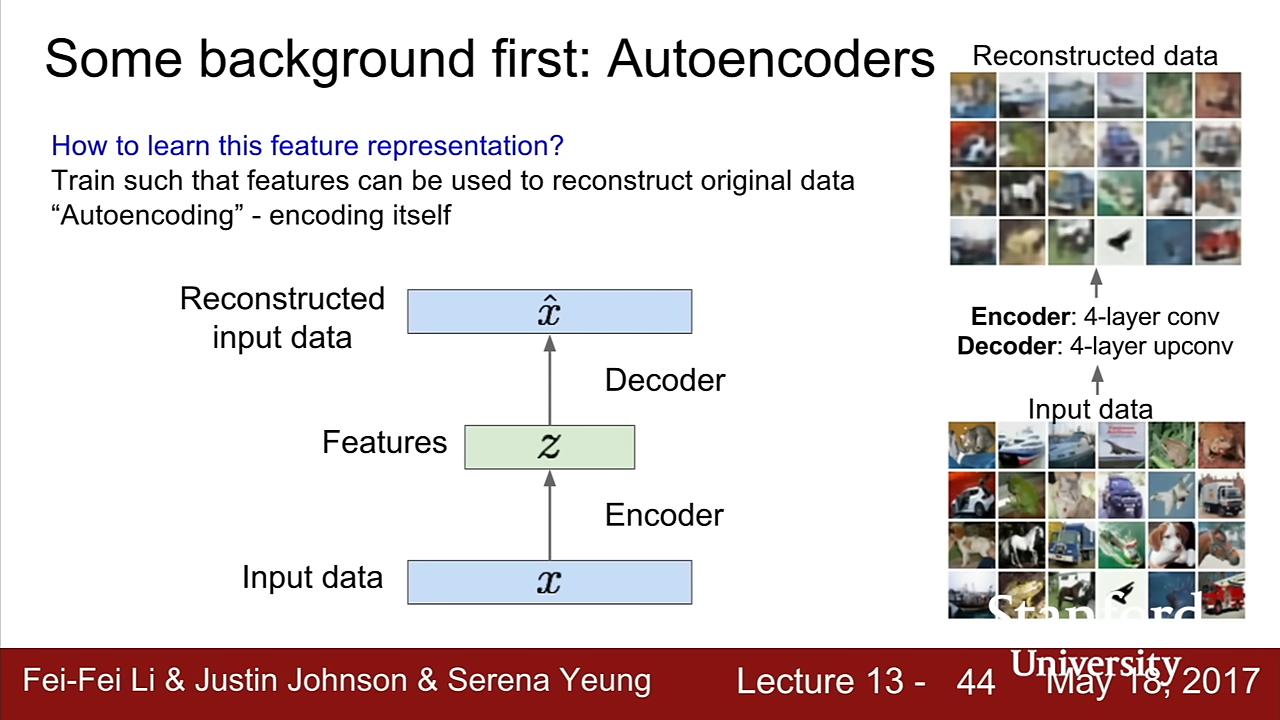 Some background first: Autoencoders
How to learn this feature representation?
Train such that features can be used to reconstruct original data
“Autoencoding” - encoding itself
Reconstructed
input data
x̂
Decoder
Features
z
Encoder
Input data
x
Reconstructed data
Encoder: 4-layer conv
Decoder: 4-layer upconv
Input data
Stanford
University
Fei-Fei Li & Justin Johnson & Serena Yeung
Lecture 13 - 44
May 18, 2017